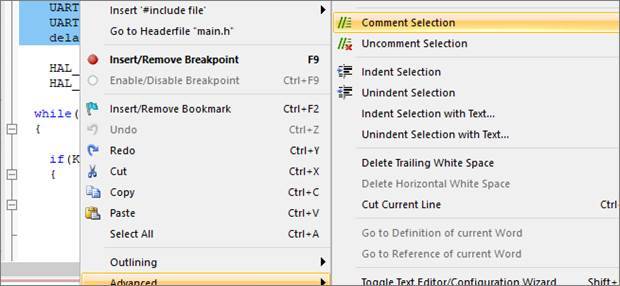 UART
UART
dela
HAL_
HAL_
while(
{
if(K
{
Insert '#include file'
Go to Headerfile "main.h"
Insert/Remove Breakpoint F9
Enable/Disable Breakpoint Ctrl+F9
Insert/Remove Bookmark Ctrl+F2
Undo Ctrl+Z
Redo Ctrl+Y
Cut Ctrl+X
Copy Ctrl+C
Paste Ctrl+V
Select All Ctrl+A
Outlining
Advanced
Comment Selection
Uncomment Selection
Indent Selection
Unindent Selection
Indent Selection with Text...
Unindent Selection with Text...
Delete Trailing White Space
Delete Horizontal White Space
Cut Current Line Ctrl
Go to Definition of current Word
Go to Reference of current Word
Toggle Text Editor/Configuration Wizard Shift+